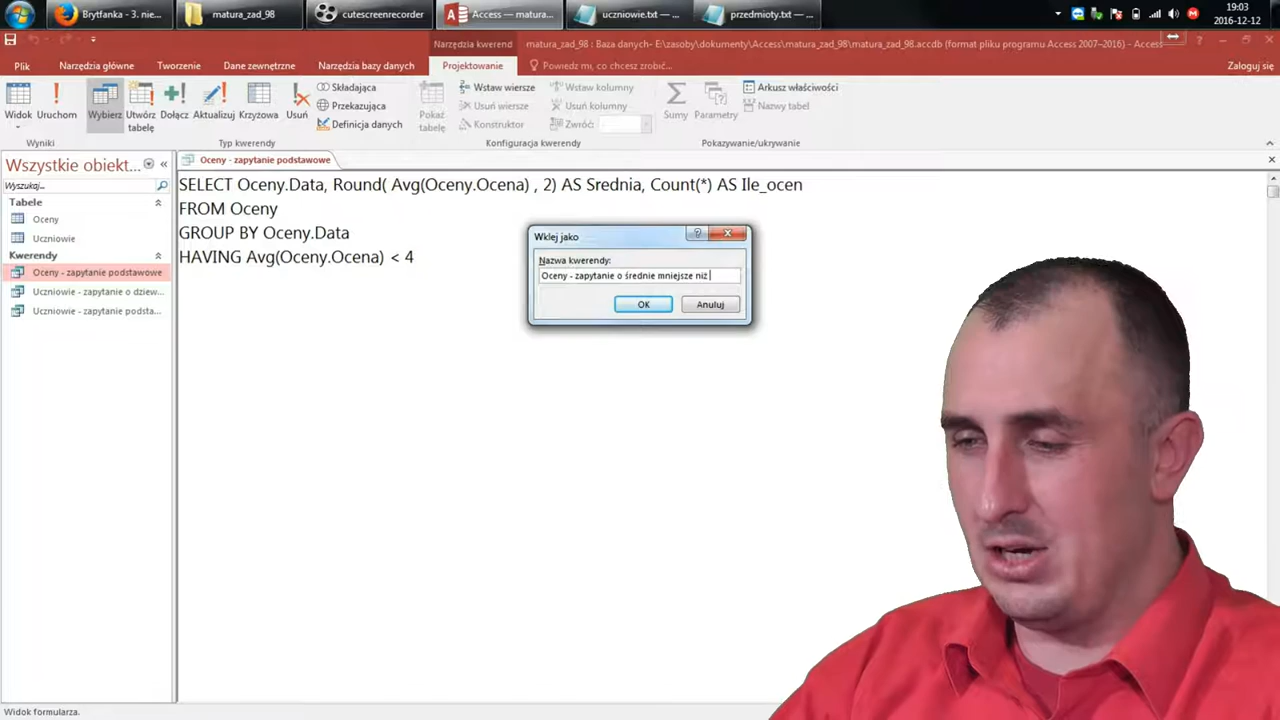 Brytfanka - 3. nie...
matura_zad_98
cutescreenrecorder
Access — matura...
uczniowie.txt — ...
przedmioty.txt — ...
19:03
2016-12-12
Narzędzia kwerend
matura_zad_98 : Baza danych- E:\zasoby\dokumenty\Access\matura_zad_98\matura_zad_98.accdb (format pliku programu Access 2007–2016) - Access
Plik
Narzędzia główne
Tworzenie
Dane zewnętrzne
Narzędzia bazy danych
Projektowanie
Powiedz mi, co chcesz zrobić...
Zaloguj się
Widok
Uruchom
Wybierz
Utwórz tabelę
Dołącz
Aktualizuj
Krzyżowa
Usuń
Składająca
Przekazująca
Definicja danych
Pokaż tabelę
Wstaw wiersze
Usuń wiersze
Konstruktor
Wstaw kolumny
Usuń kolumny
Zwróć:
Sumy
Parametry
Arkusz właściwości
Nazwy tabel
Wyniki
Typ kwerendy
Konfiguracja kwerendy
Pokazywanie/ukrywanie
Wszystkie obiekt...
Wyszukaj...
Tabele
Oceny
Uczniowie
Kwerendy
Oceny - zapytanie podstawowe
Uczniowie - zapytanie o dziew...
Uczniowie - zapytanie podsta...
Oceny - zapytanie podstawowe
SELECT Oceny.Data, Round( Avg(Oceny.Ocena) , 2) AS Srednia, Count(*) AS Ile_ocen
FROM Oceny
GROUP BY Oceny.Data
HAVING Avg(Oceny.Ocena) < 4
Wklej jako
Nazwa kwerendy:
Oceny - zapytanie o średnie mniejsze niż
OK
Anuluj
Widok formularza.